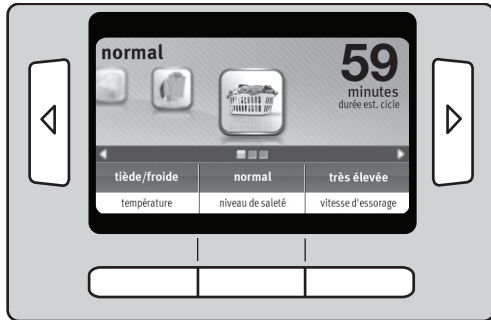 normal
59
minutes
durée est. cicle
tiède/froide
normal
très élevée
température
niveau de saleté
vitesse d'essorage